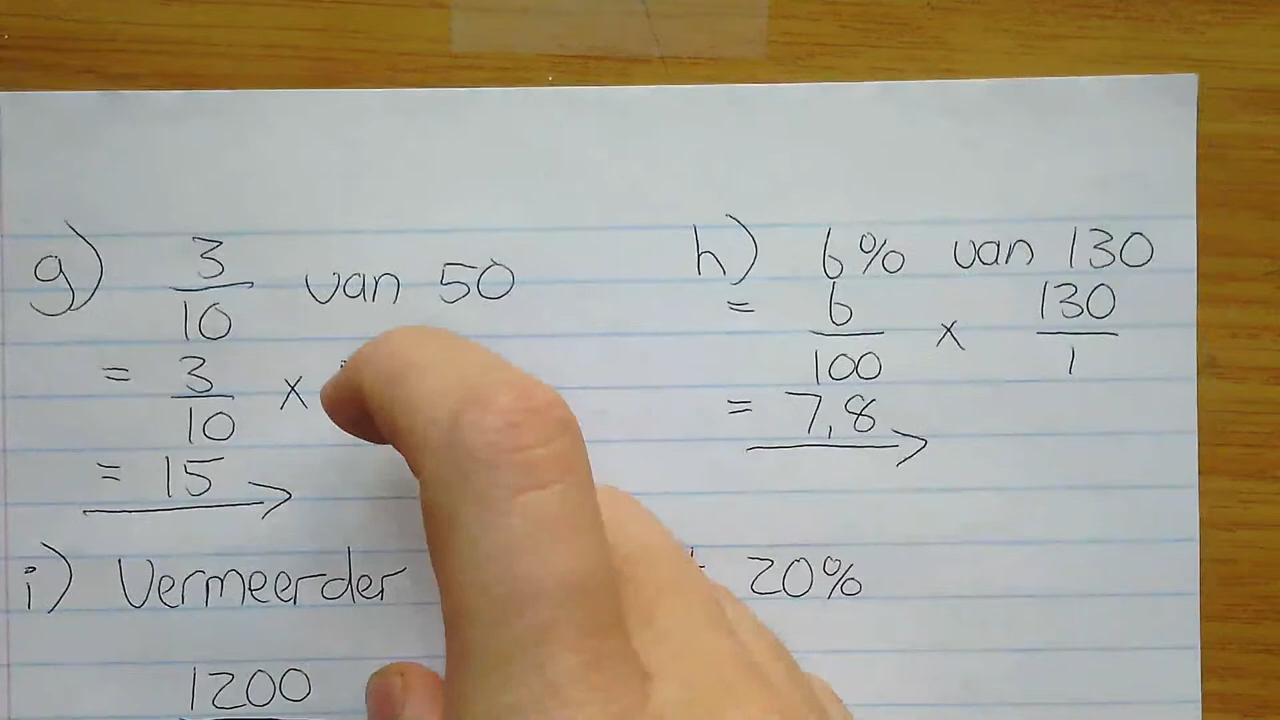 g) 3/10 van 50
= 3/10 x
= 15
h) 6% van 130
= 6/100 x 130/1
= 7,8
i) Vermeerder 20%
1200